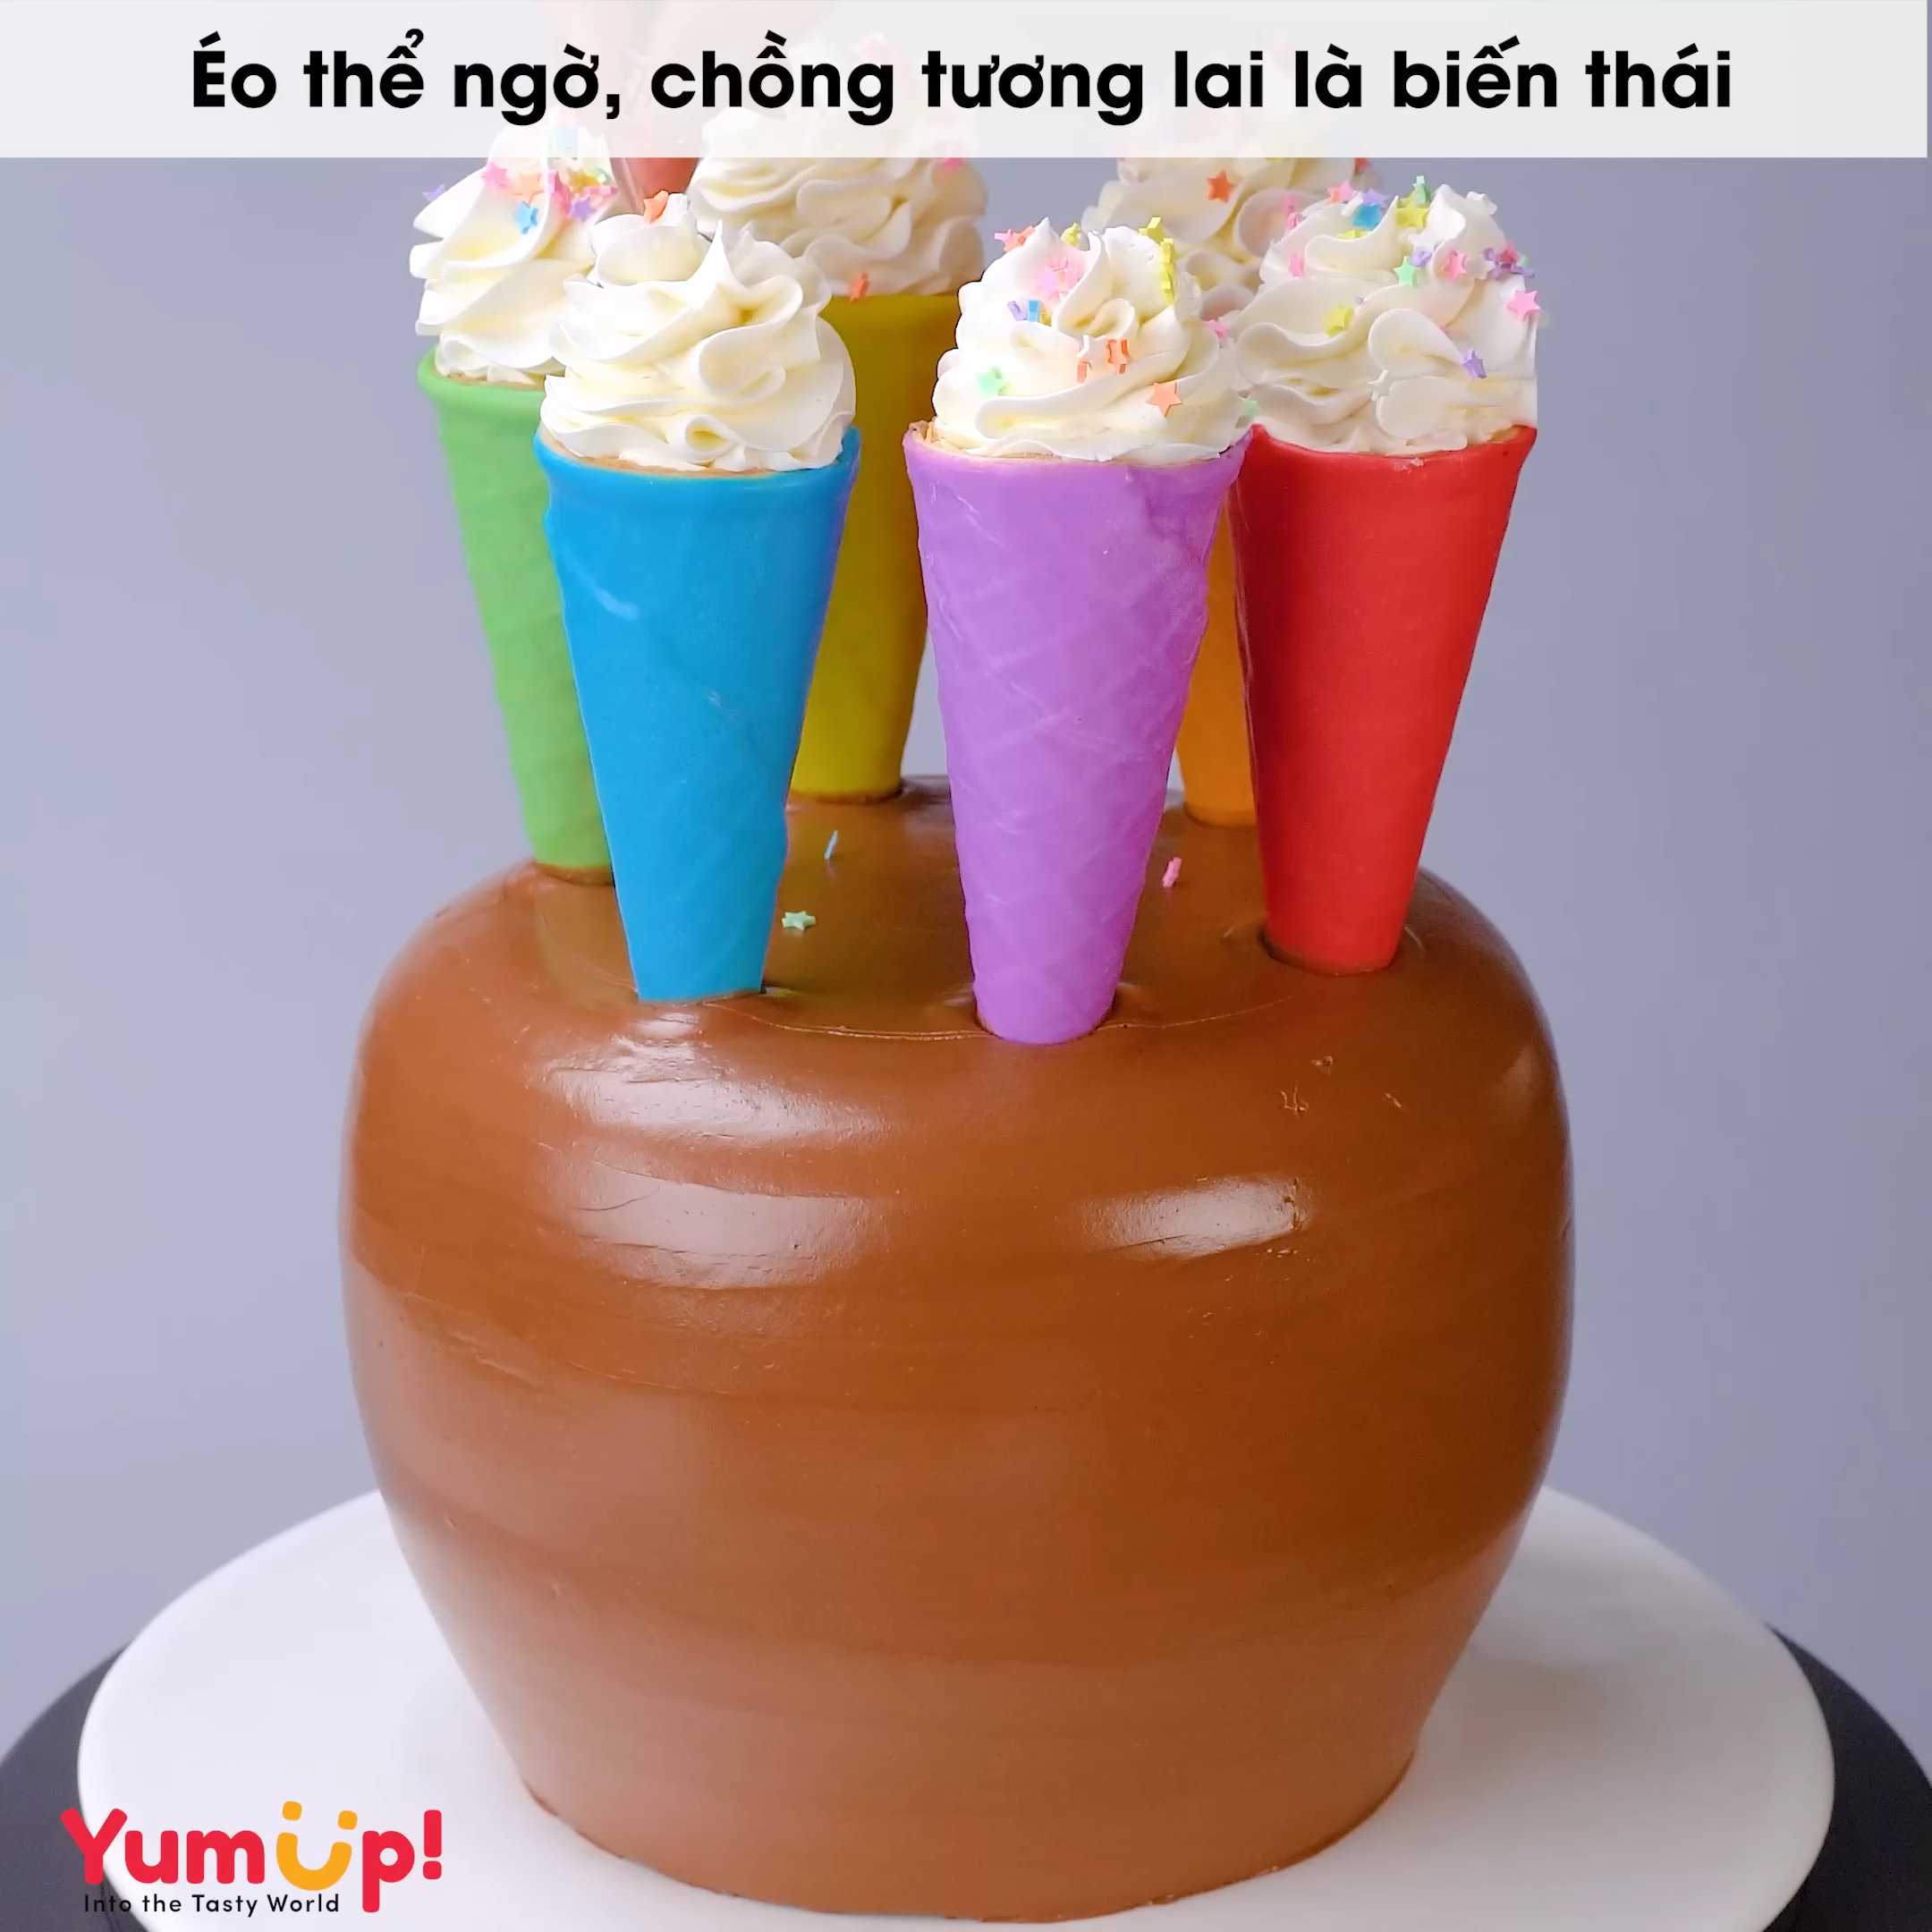 Éo thể ngờ, chồng tương lai là biến thái
YumUp!
Into the Tasty World